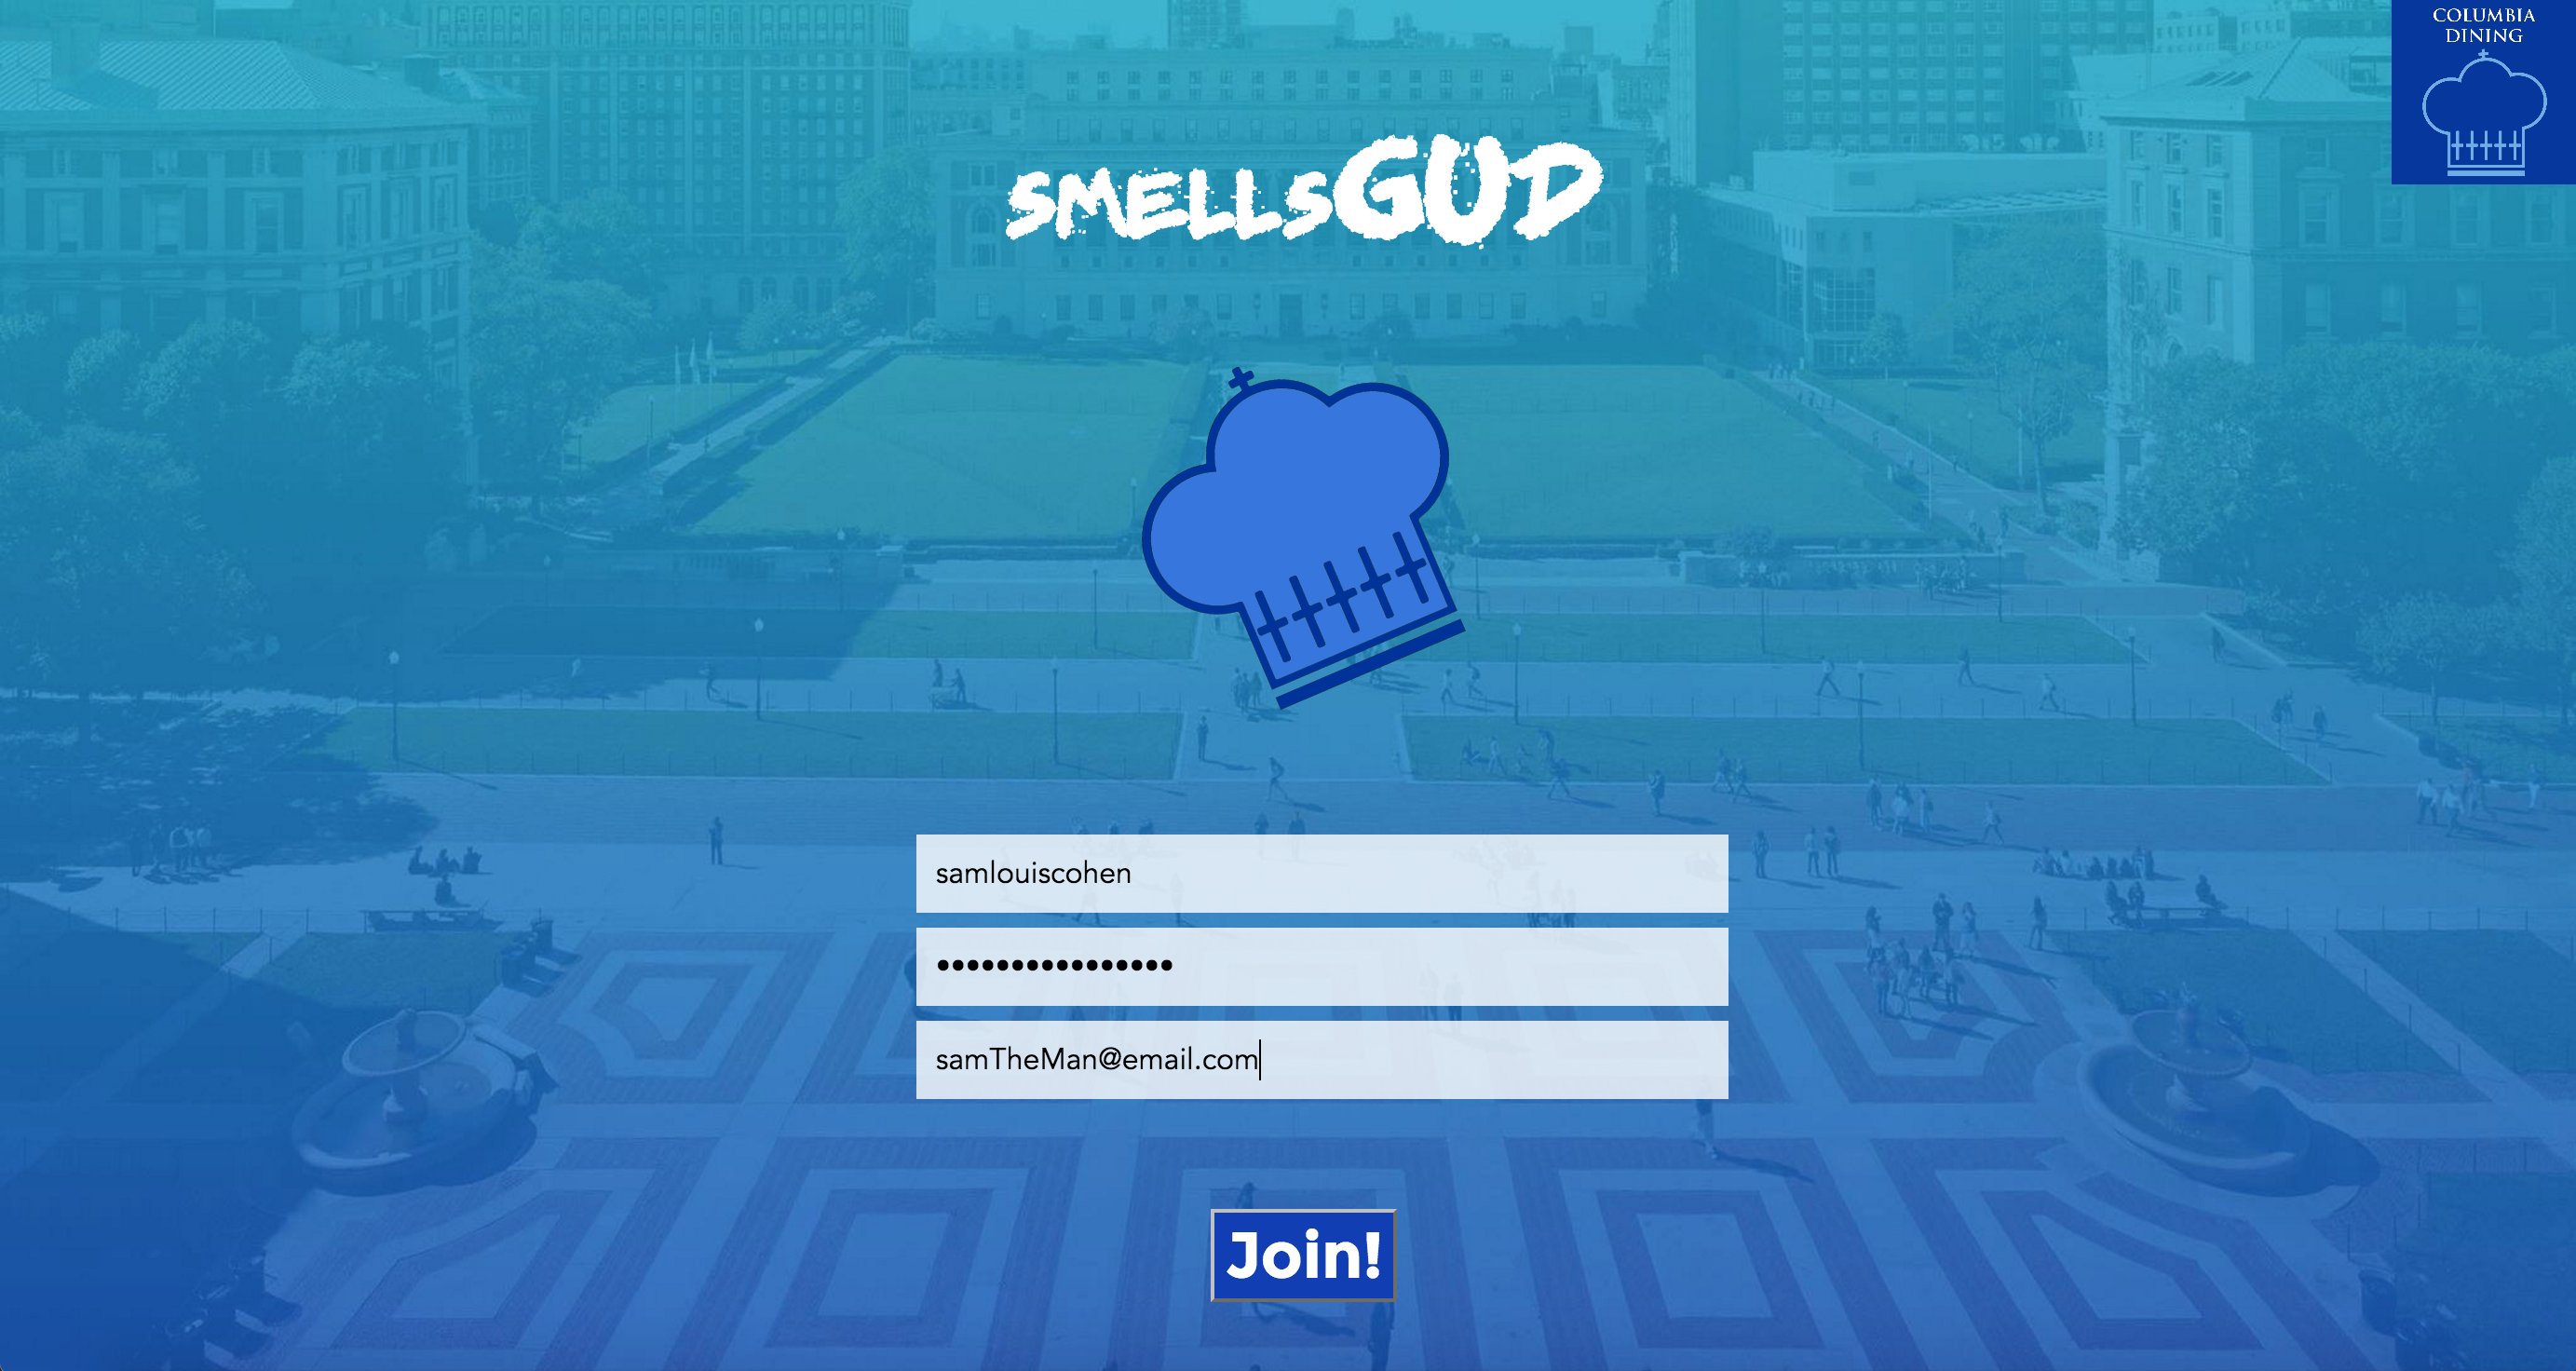 COLUMBIA
DINING
SMELLSGUD
samlouiscohen
••••••••••••••••
samTheMan@email.com
Join!